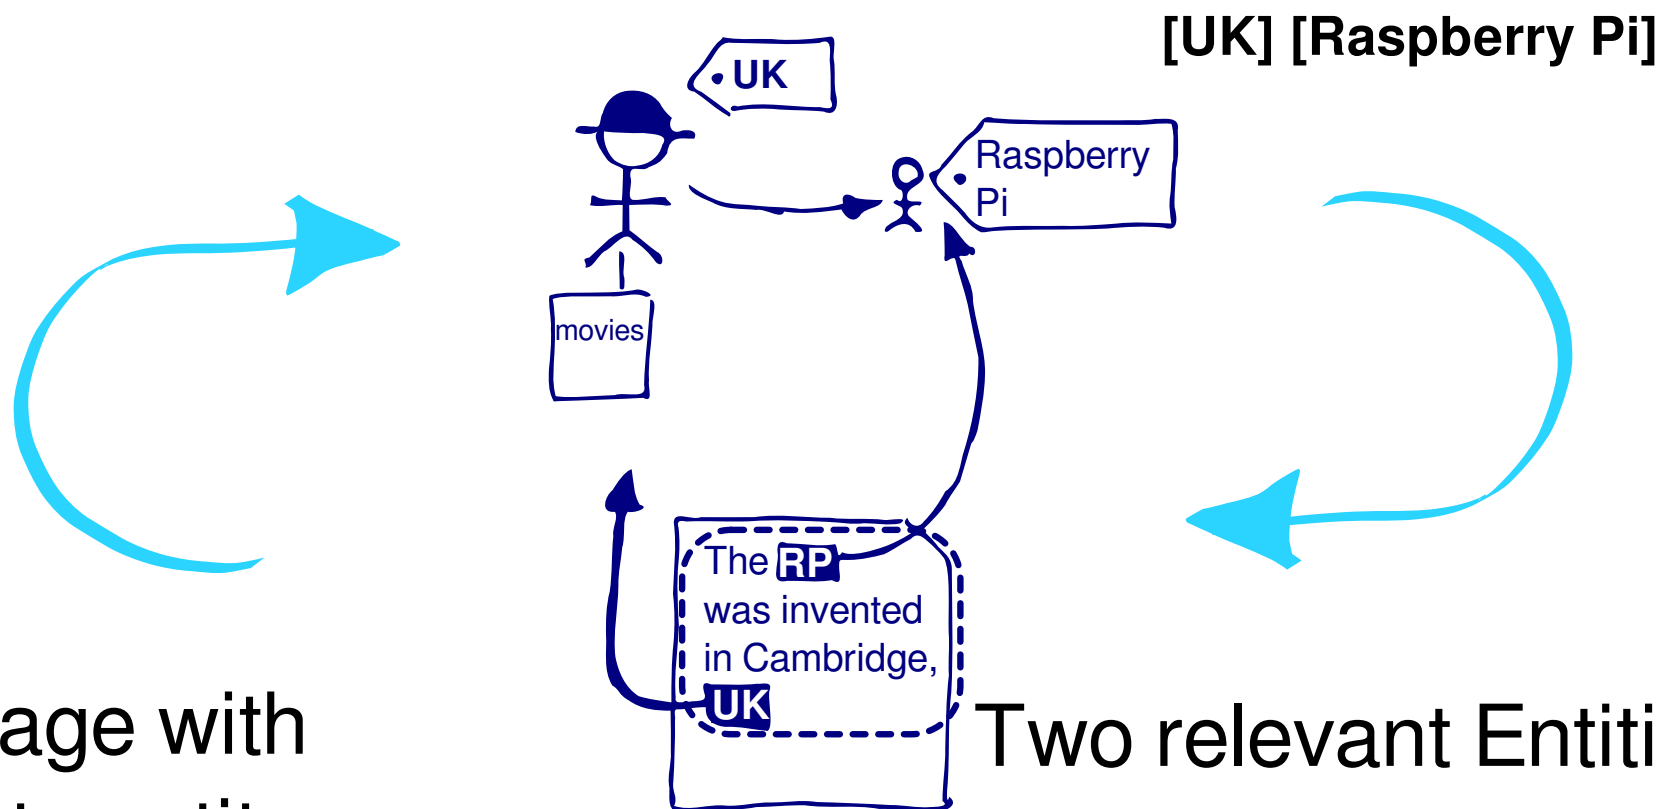 [UK] [Raspberry Pi]
UK
Raspberry
Pi
movies
The RP
was invented
in Cambridge,
UK
age with
Two relevant Entiti